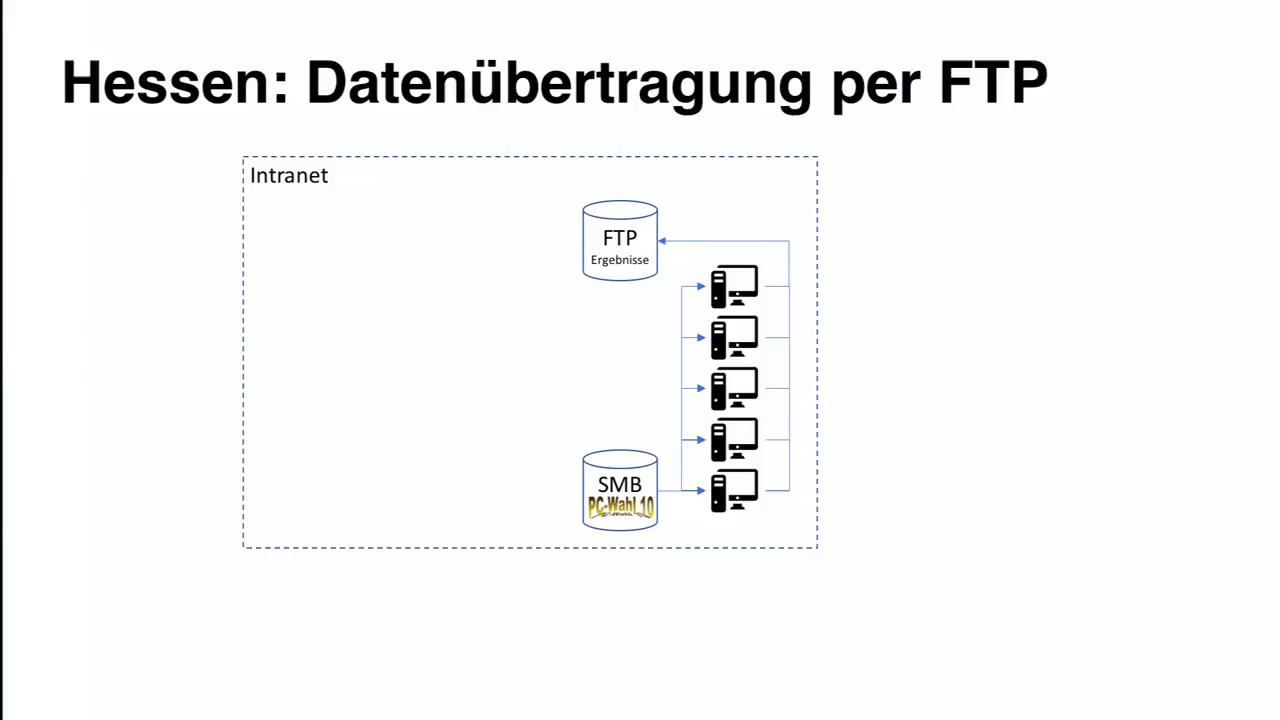 Hessen: Datenübertragung per FTP
Intranet
FTP
Ergebnisse
SMB
PC-Wahl 10